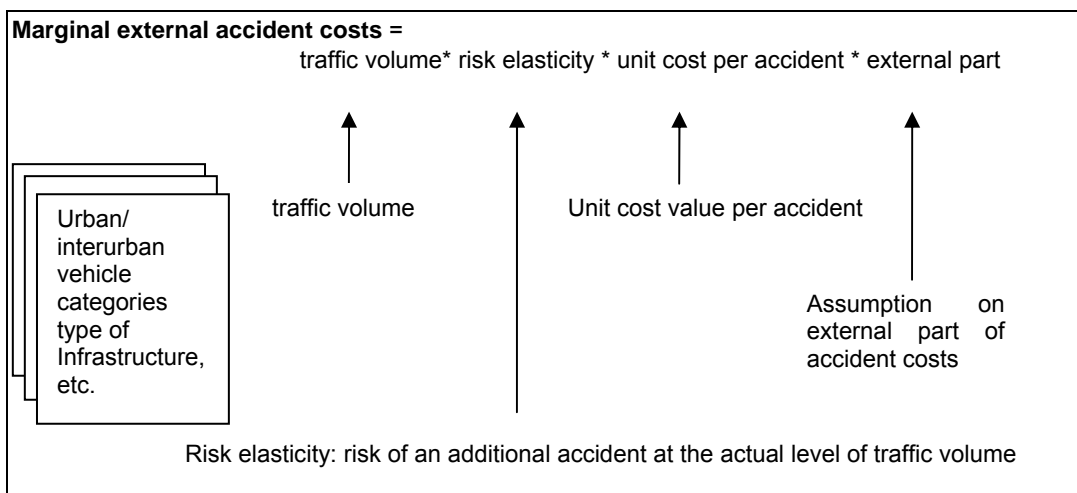 Marginal external accident costs =
traffic volume* risk elasticity * unit cost per accident * external part
Urban/
interurban
vehicle
categories
type of
Infrastructure,
etc.
traffic volume
Unit cost value per accident
Assumption on
external part of
accident costs
Risk elasticity: risk of an additional accident at the actual level of traffic volume